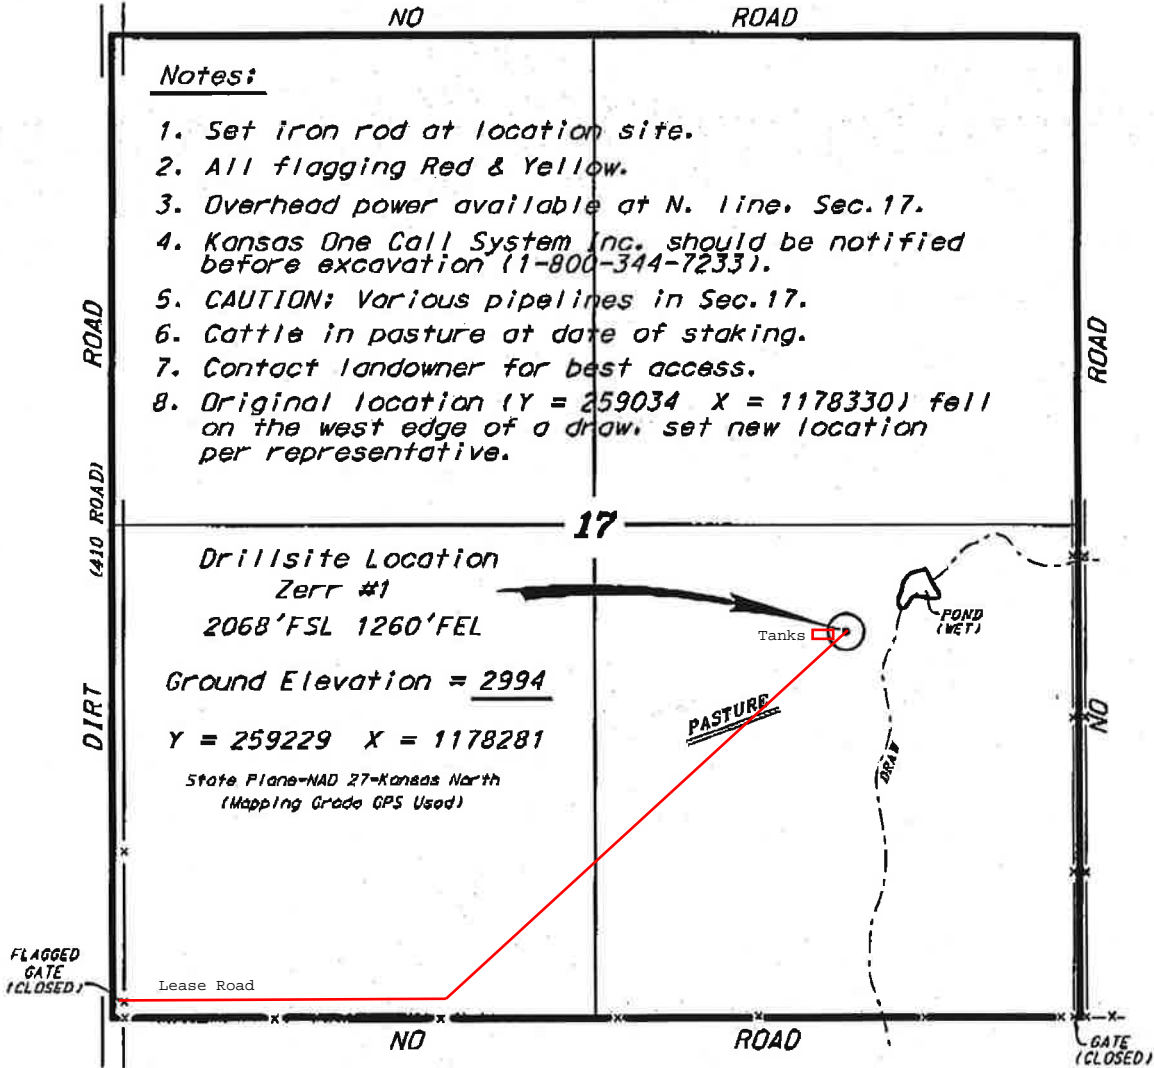 NO ROAD
Notes:
1. Set iron rod at location site.
2. All flagging Red & Yellow.
3. Overhead power available at N. line, Sec.17.
4. Kansas One Call System Inc. should be notified
before excavation (1-800-344-7233).
5. CAUTION: Various pipelines in Sec.17.
6. Cattle in pasture at date of staking.
7. Contact landowner for best access.
8. Original location (Y = 259034 X = 1178330) fell
on the west edge of a draw. set new location
per representative.
ROAD
(410 ROAD)
DIRT
ROAD
NO
17
Drillsite Location
Zerr #1
2068'FSL 1260'FEL
Ground Elevation = 2994
Y = 259229 X = 1178281
State Plane-NAD 27-Kansas North
(Mapping Grade GPS Used)
Tanks
POND
(WET)
PASTURE
DRAW
FLAGGED
GATE
(CLOSED)
Lease Road
NO ROAD
GATE
(CLOSED)